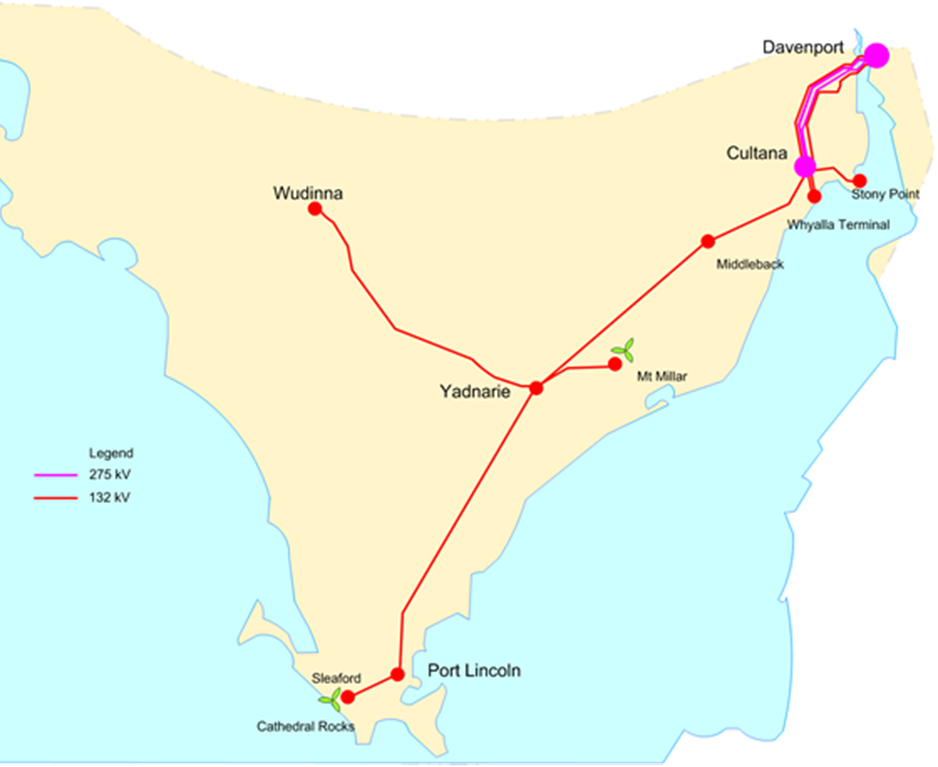 Davenport
Cultana
Wudinna
Stony Point
Whyalla Terminal
Middleback
Mt Millar
Yadnarie
Legend
275 kV
132 kV
Port Lincoln
Sleaford
Cathedral Rocks